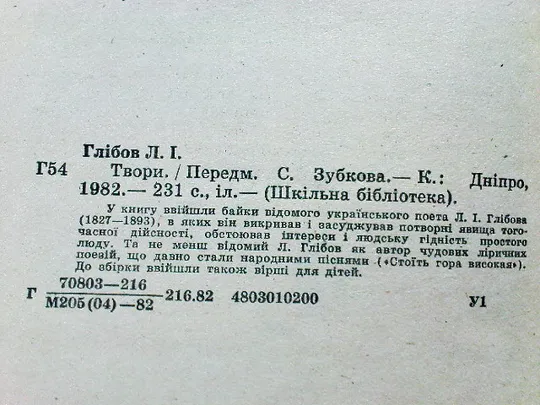 Глібов Л. І.
Г54 Твори. / Передм. С. Зубкова.— К.: Дніпро,
1982.— 231 с., іл.— (Шкільна бібліотека).
У книгу ввійшли байки відомого українського поета Л. І. Глібова
(1827—1893), в яких він викривав і засуджував потворні явища того-
часної дійсності, обстоював інтереси і людську гідність простого
люду. Та не менш відомий Л. Глібов як автор чудових ліричних
поезій, що давно стали народними піснями («Стоїть гора високая»).
До збірки ввійшли також вірші для дітей.
70803—216
Г ———————216.82 4803010200 У1
М205(04)—82